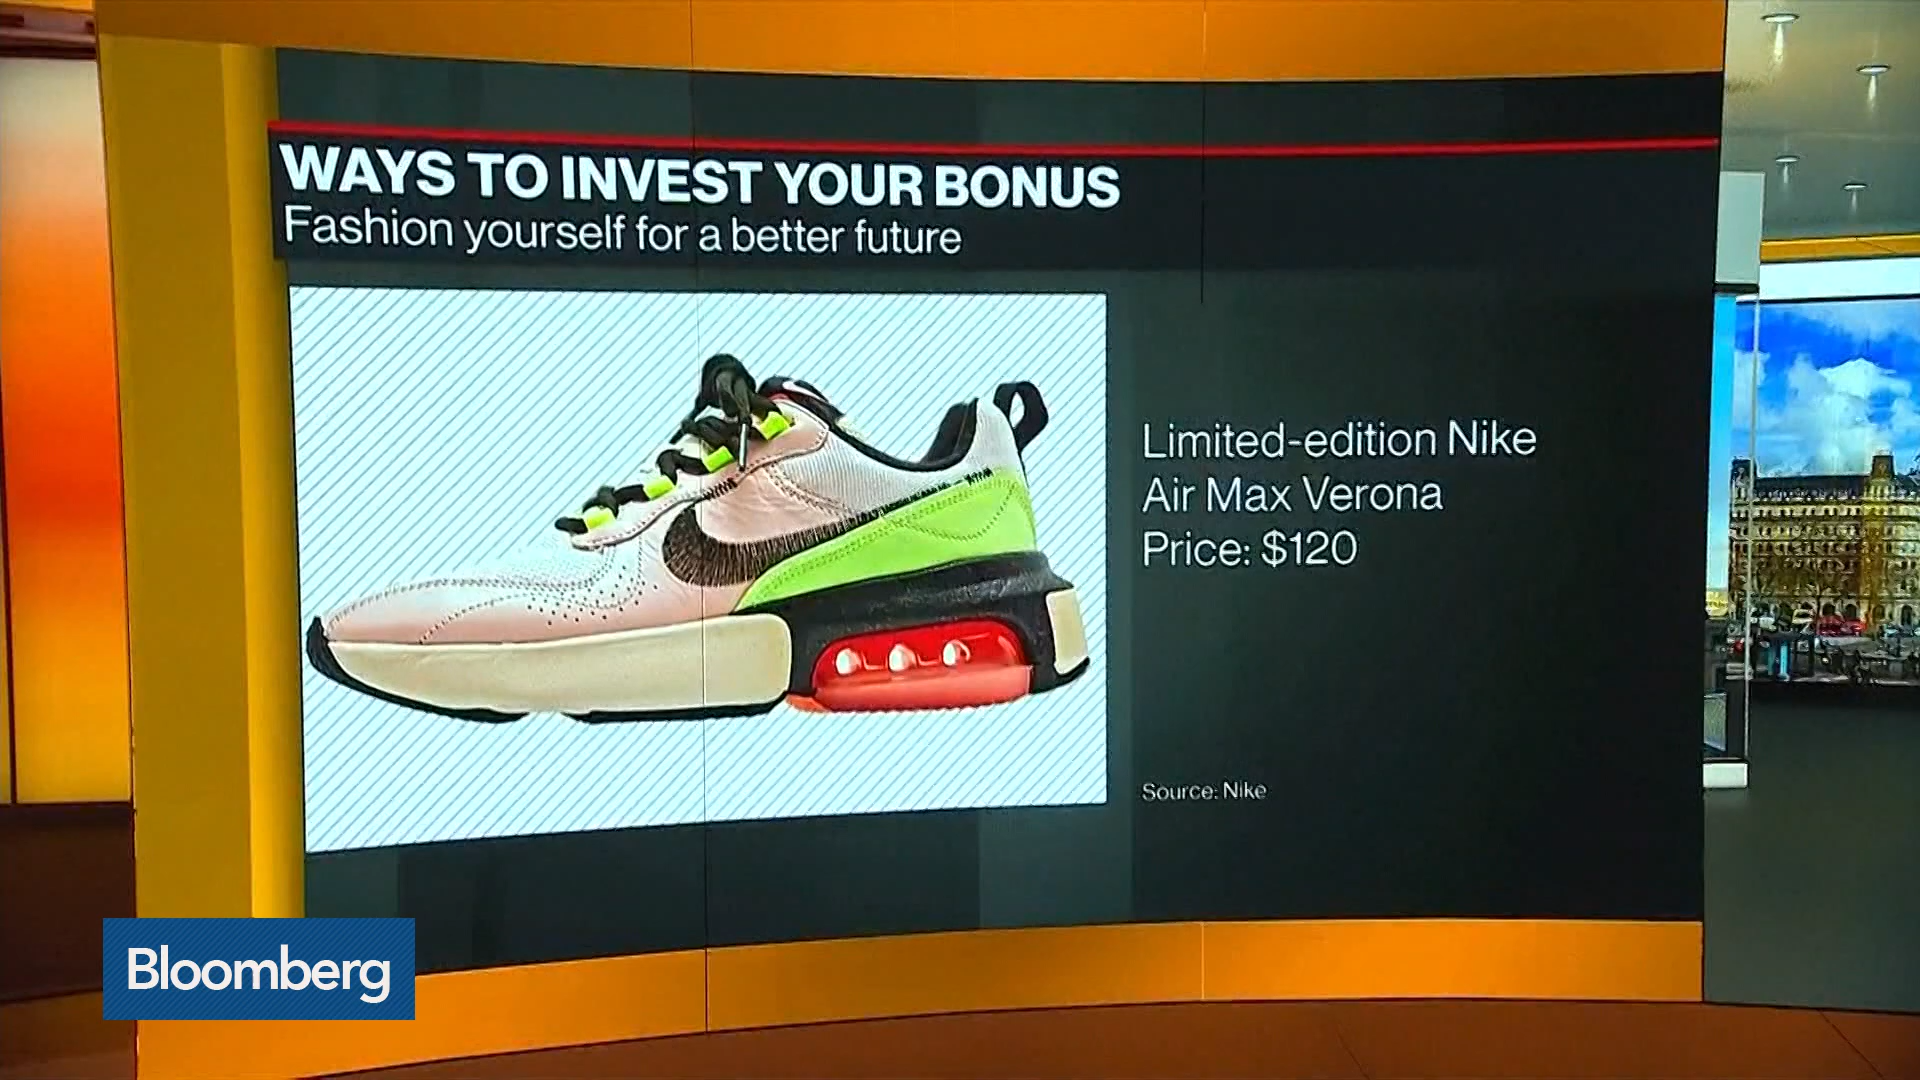 WAYS TO INVEST YOUR BONUS
Fashion yourself for a better future
Limited-edition Nike
Air Max Verona
Price: $120
Source: Nike
Bloomberg